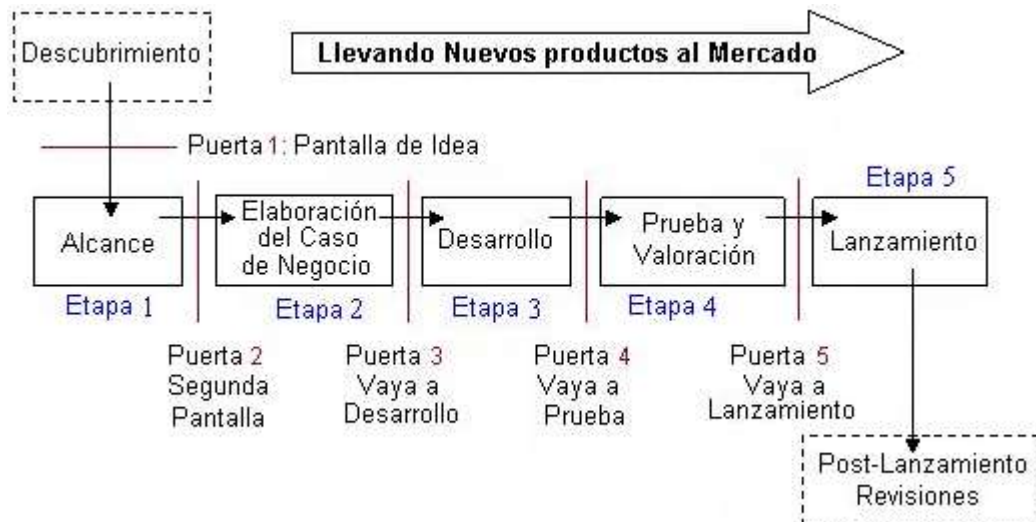 Descubrimiento
Llevando Nuevos productos al Mercado
Puerta 1: Pantalla de Idea
Etapa 5
Alcance
Elaboración
del Caso
de Negocio
Desarrollo
Prueba y
Valoración
Lanzamiento
Etapa 1
Etapa 2
Etapa 3
Etapa 4
Puerta 2
Segunda
Pantalla
Puerta 3
Vaya a
Desarrollo
Puerta 4
Vaya a
Prueba
Puerta 5
Vaya a
Lanzamiento
Post-Lanzamiento
Revisiones